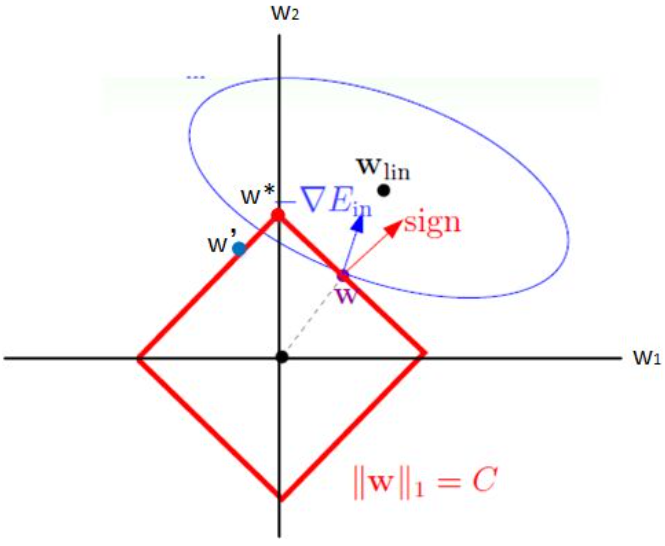 W2
w_lin
w*
−∇E_in
sign
w'
w
W1
‖w‖₁ = C